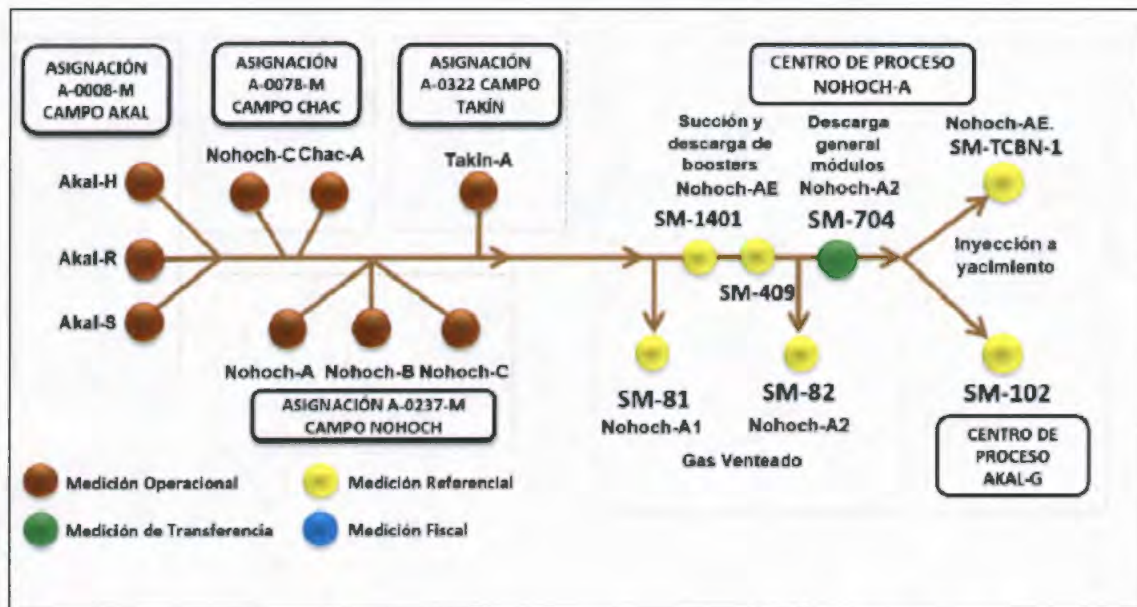 ASIGNACIÓN
A-0008-M
CAMPO AKAL
ASIGNACIÓN
A-0078-M
CAMPO CHAC
ASIGNACIÓN
A-0322 CAMPO
TAKÍN
CENTRO DE PROCESO
NOHOCH-A
Nohoch-C Chac-A
Takin-A
Succión y
descarga de
boosters
Nohoch-AE
SM-1401
Descarga
general
módulos
Nohoch-A2
SM-704
Nohoch-AE.
SM-TCBN-1
Akal-H
Akal-R
Akal-S
SM-409
Inyección a
yacimiento
Nohoch-A Nohoch-B Nohoch-C
ASIGNACIÓN A-0237-M
CAMPO NOHOCH
SM-81
Nohoch-A1
SM-82
Nohoch-A2
Gas Venteado
SM-102
CENTRO DE
PROCESO
AKAL-G
Medición Operacional
Medición Referencial
Medición de Transferencia
Medición Fiscal